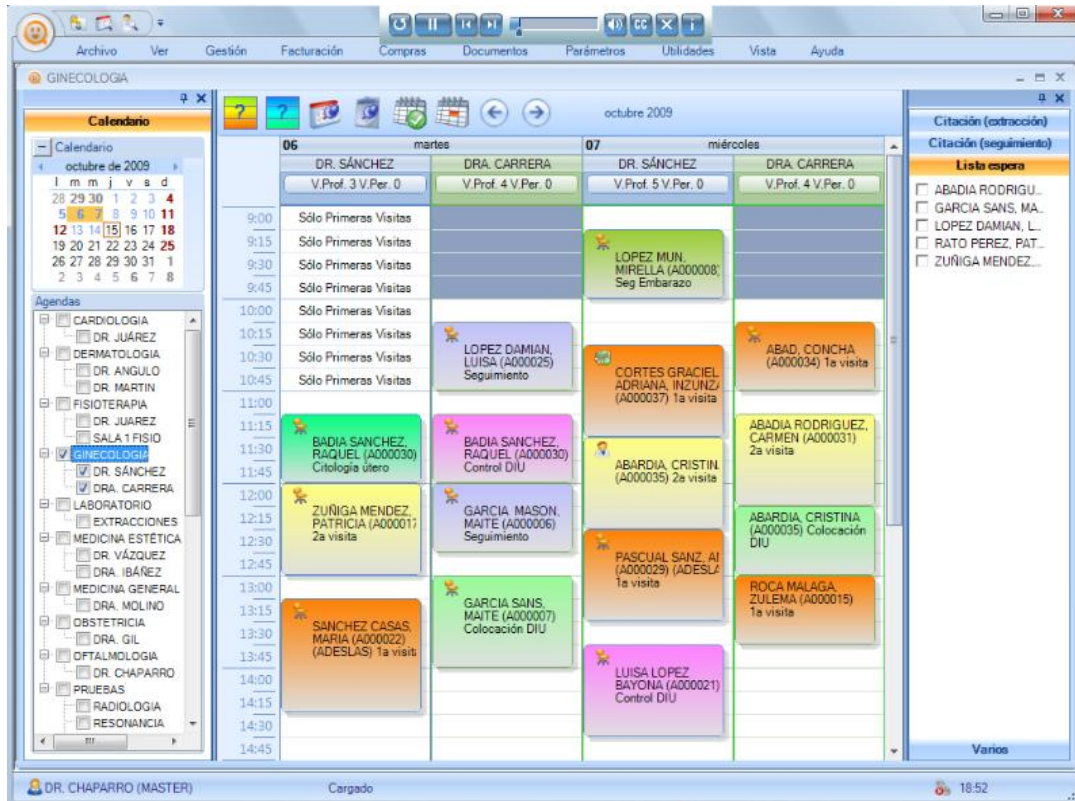 CC
Archivo Ver Gestión Facturación Compras Documentos Parámetros Utilidades Vista Ayuda
GINECOLOGIA
Calendario
Calendario
octubre de 2009
l m m j v s d
28 29 30 1 2 3 4
5 6 7 8 9 10 11
12 13 14 15 16 17 18
19 20 21 22 23 24 25
26 27 28 29 30 31 1
2 3 4 5 6 7 8
Agendas
CARDIOLOGIA
DR. JUÁREZ
DERMATOLOGIA
DR. ANGULO
DR. MARTIN
FISIOTERAPIA
DR. JUAREZ
SALA 1 FISIO
GINECOLOGIA
DR. SÁNCHEZ
DRA. CARRERA
LABORATORIO
EXTRACCIONES
MEDICINA ESTÉTICA
DR. VÁZQUEZ
DRA. IBÁÑEZ
MEDICINA GENERAL
DRA. MOLINO
OBSTETRICIA
DRA. GIL
OFTALMOLOGIA
DR. CHAPARRO
PRUEBAS
RADIOLOGIA
RESONANCIA
octubre 2009
06 martes 07 miércoles
DR. SÁNCHEZ DRA. CARRERA DR. SÁNCHEZ DRA. CARRERA
V.Prof. 3 V.Per. 0 V.Prof. 4 V.Per. 0 V.Prof. 5 V.Per. 0 V.Prof. 4 V.Per. 0
9:00 Sólo Primeras Visitas
9:15 Sólo Primeras Visitas
9:30 Sólo Primeras Visitas
9:45 Sólo Primeras Visitas
10:00 Sólo Primeras Visitas
10:15 Sólo Primeras Visitas
10:30 Sólo Primeras Visitas
10:45 Sólo Primeras Visitas
11:00
11:15
11:30
11:45
12:00
12:15
12:30
12:45
13:00
13:15
13:30
13:45
14:00
14:15
14:30
14:45
BADIA SANCHEZ,
RAQUEL (A000030)
Citología útero
ZUÑIGA MENDEZ,
PATRICIA (A000017
2a visita
SANCHEZ CASAS,
MARIA (A000022)
(ADESLAS) 1a visit
LOPEZ DAMIAN,
LUISA (A000025)
Seguimiento
BADIA SANCHEZ,
RAQUEL (A000030)
Control DIU
GARCIA MASON,
MAITE (A000006)
Seguimiento
GARCIA SANS,
MAITE (A000007)
Colocación DIU
LOPEZ MUN.
MIRELLA (A000008)
Seg Embarazo
CORTES GRACIEL
ADRIANA, INZUNZ
(A000037) 1a visita
ABARDIA, CRISTIN
(A000035) 2a visita
PASCUAL SANZ, A
(A000029) (ADESLA
1a visita
LUISA LOPEZ
BAYONA (A000021)
Control DIU
ABAD, CONCHA
(A000034) 1a visita
ABADIA RODRIGUEZ,
CARMEN (A000031)
2a visita
ABARDIA, CRISTINA
(A000035) Colocación
DIU
ROCA MALAGA,
ZULEMA (A000015)
1a visita
Citación (extracción)
Citación (seguimiento)
Lista espera
ABADIA RODRIGU...
GARCIA SANS, MA...
LOPEZ DAMIAN, L...
RATO PEREZ, PAT...
ZUÑIGA MENDEZ,...
Varios
DR. CHAPARRO (MASTER) Cargado 18:52